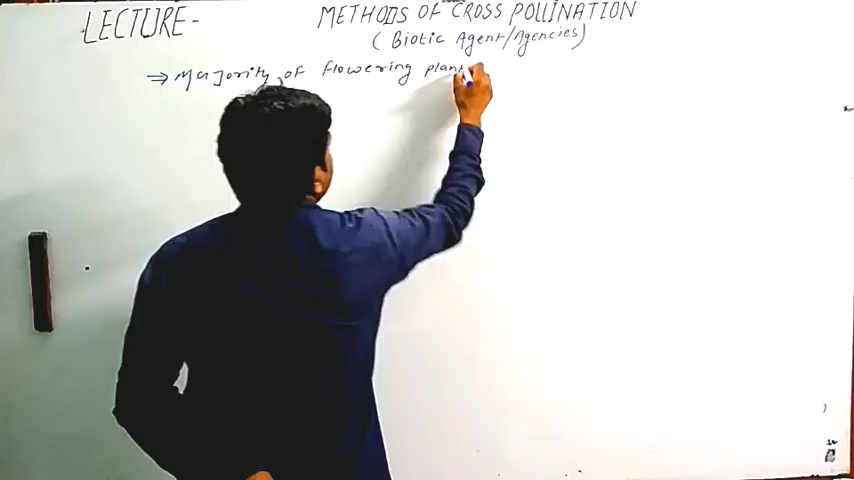 LECTURE-
METHODS OF CROSS POLLINATION
(Biotic Agent/Agencies)
⇒ Majority of flowering plant